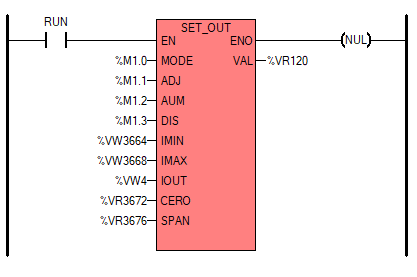 RUN
SET_OUT
EN ENO (NUL)
%M1.0 MODE VAL %VR120
%M1.1 ADJ
%M1.2 AUM
%M1.3 DIS
%VW3664 IMIN
%VW3668 IMAX
%VW4 IOUT
%VR3672 CERO
%VR3676 SPAN